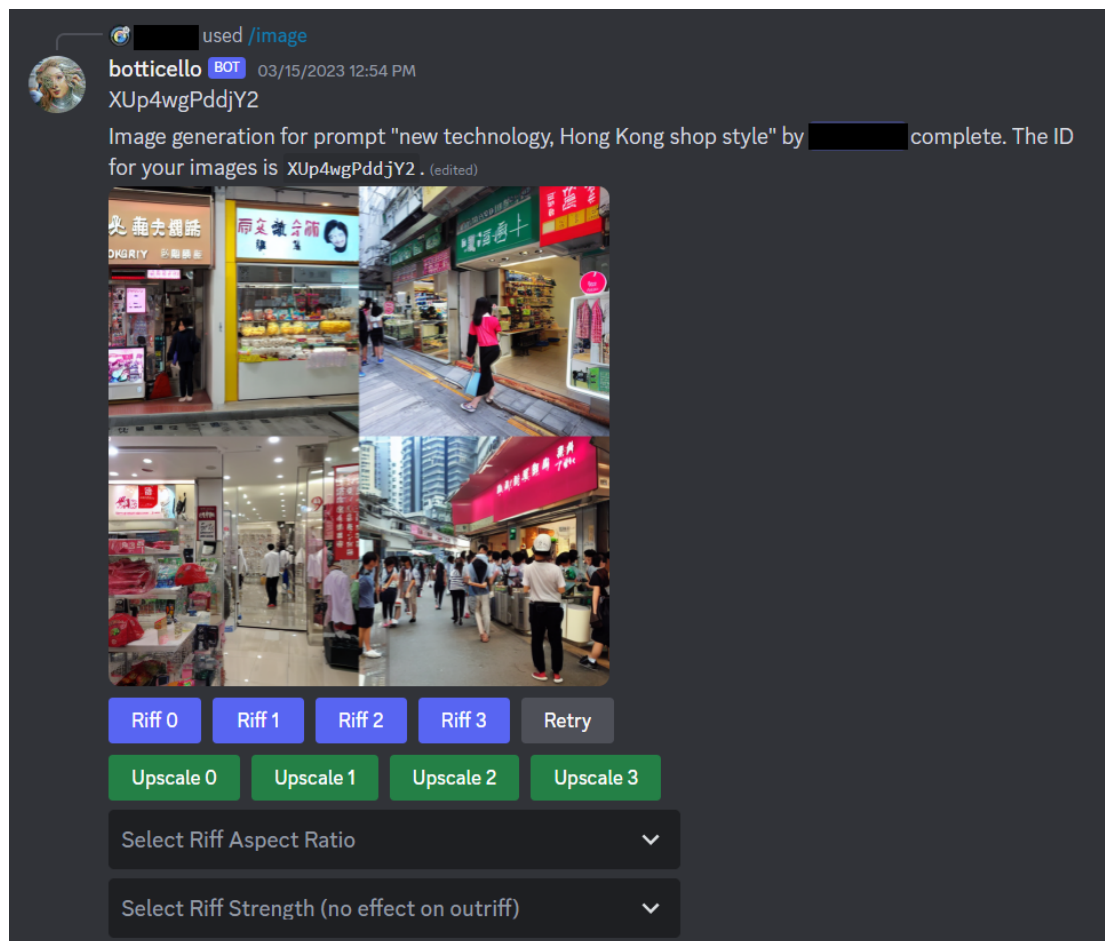 used /image
botticello BOT 03/15/2023 12:54 PM
XUp4wgPddjY2
Image generation for prompt "new technology, Hong Kong shop style" by complete. The ID
for your images is XUp4wgPddjY2. (edited)
Riff 0 Riff 1 Riff 2 Riff 3 Retry
Upscale 0 Upscale 1 Upscale 2 Upscale 3
Select Riff Aspect Ratio
Select Riff Strength (no effect on outriff)